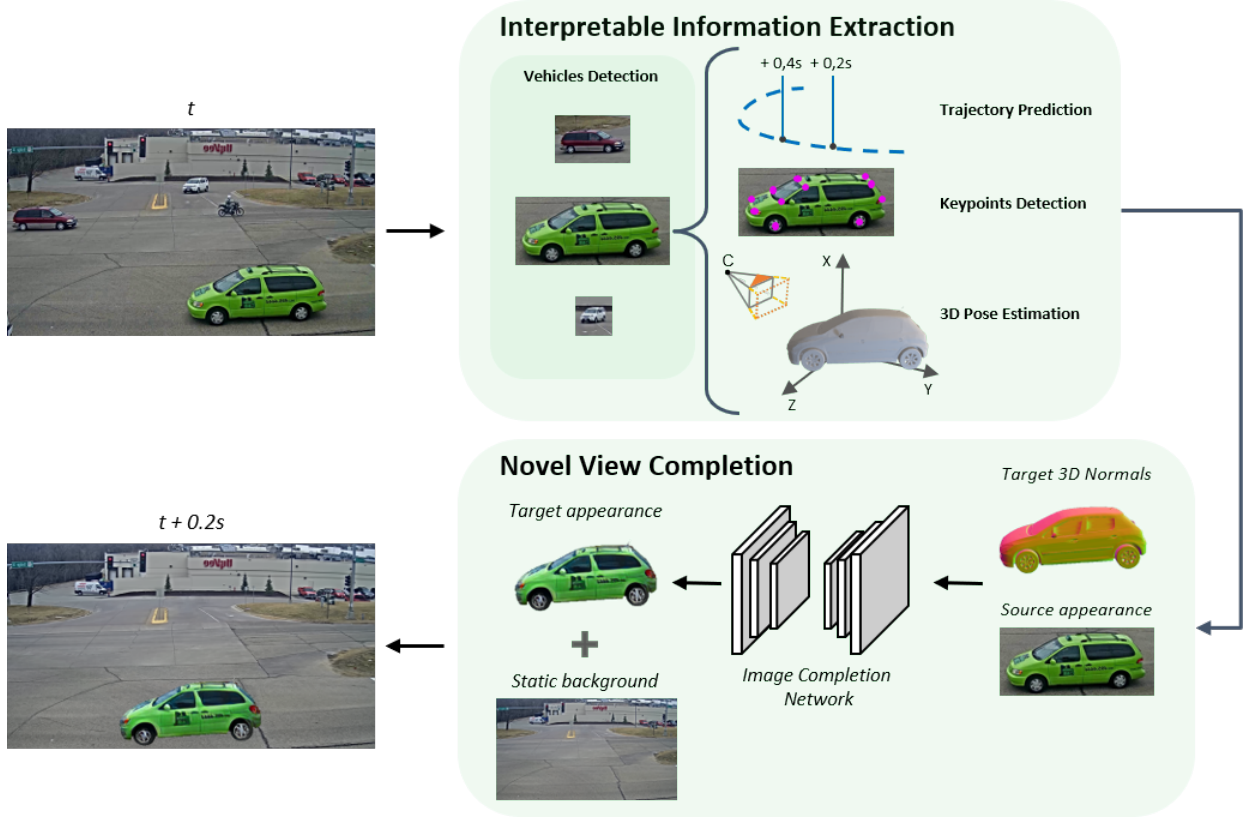 Interpretable Information Extraction
Vehicles Detection
+ 0,4s
+ 0,2s
Trajectory Prediction
Keypoints Detection
C
X
3D Pose Estimation
Z
Y
t
Novel View Completion
Target appearance
Target 3D Normals
Source appearance
Image Completion
Network
Static background
t + 0.2s